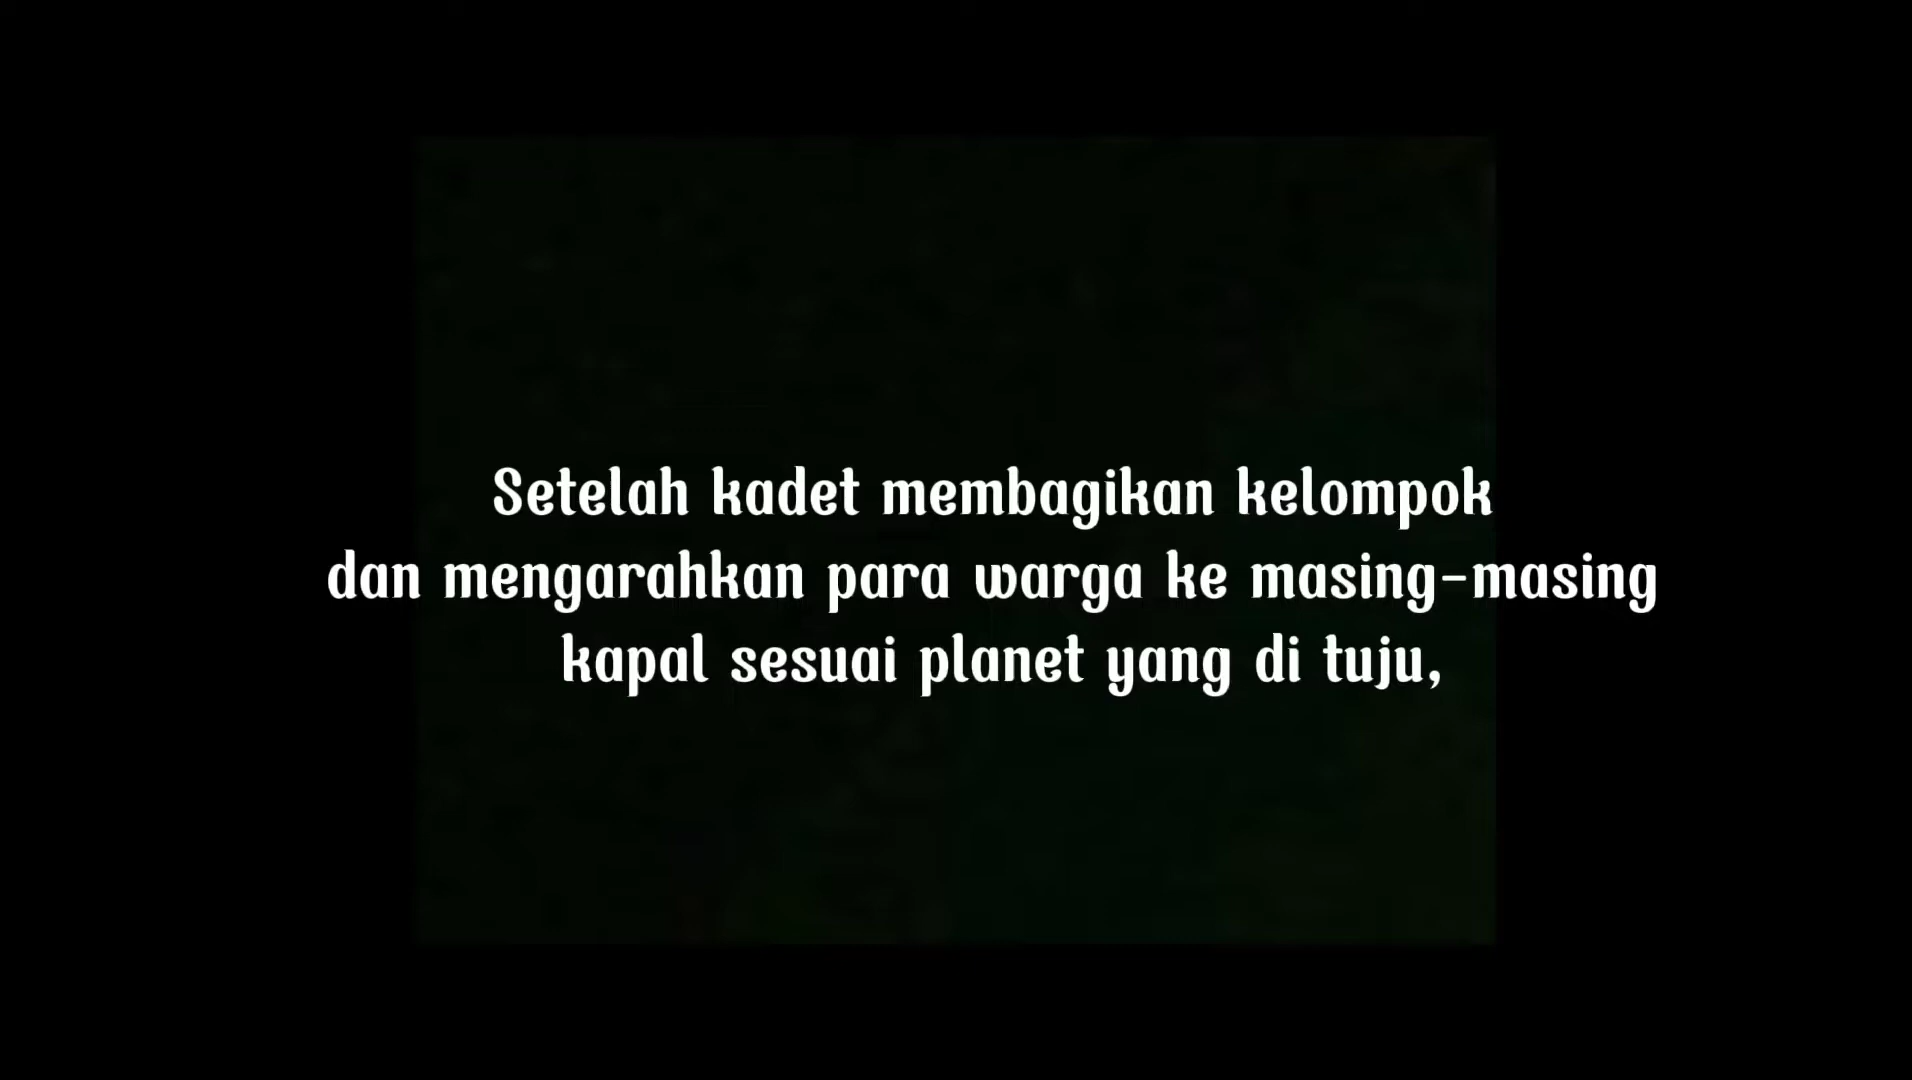 Setelah kadet membagikan kelompok
dan mengarahkan para warga ke masing-masing
kapal sesuai planet yang di tuju,